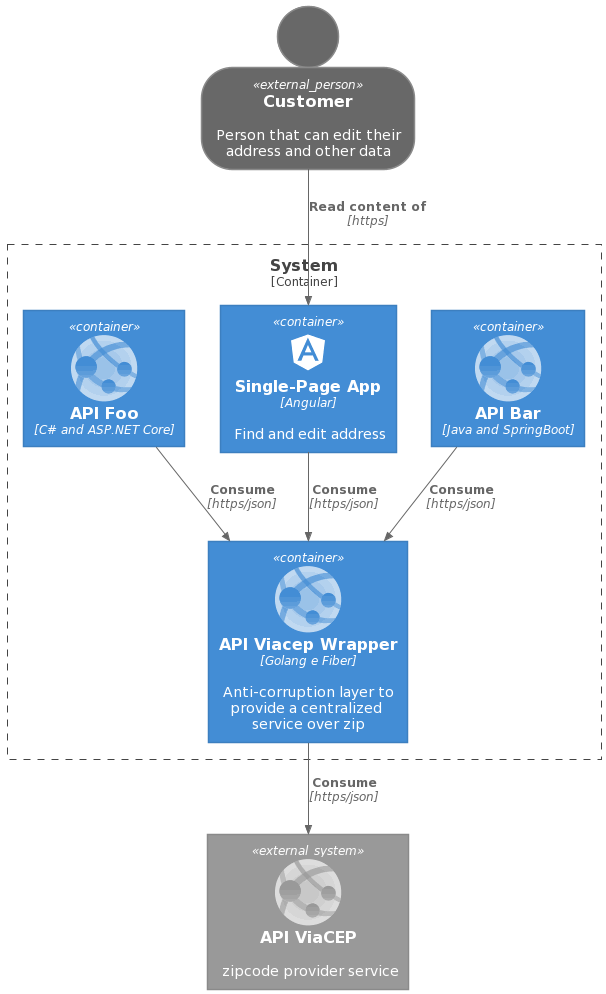 «external_person»
Customer
Person that can edit their
address and other data
Read content of
[https]
System
[Container]
«container»
API Foo
[C# and ASP.NET Core]
«container»
Single-Page App
[Angular]
Find and edit address
«container»
API Bar
[Java and SpringBoot]
Consume
[https/json]
Consume
[https/json]
Consume
[https/json]
«container»
API Viacep Wrapper
[Golang e Fiber]
Anti-corruption layer to
provide a centralized
service over zip
Consume
[https/json]
«external_system»
API ViaCEP
zipcode provider service